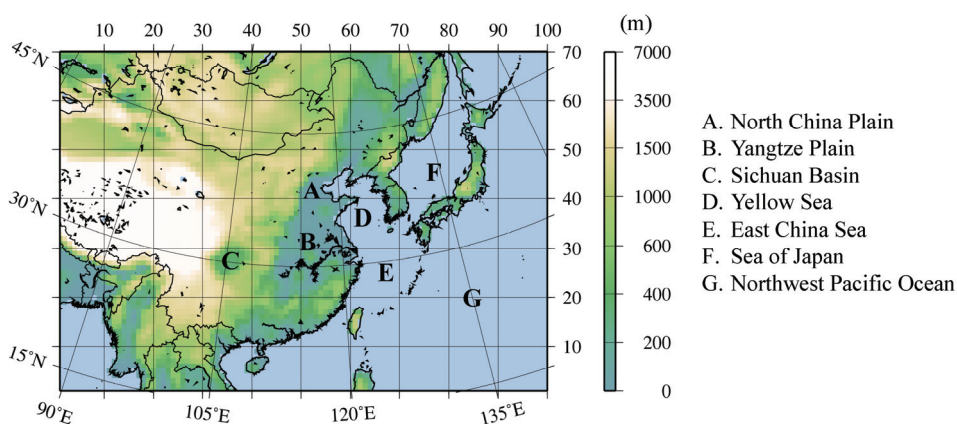 10 20 30 40 50 60 70 80 90 100
(m)
45°N
70
7000
60
3500
A. North China Plain
50
1500
B. Yangtze Plain
F
C. Sichuan Basin
A
40
1000
D. Yellow Sea
30°N
D
E. East China Sea
B
30
600
F. Sea of Japan
C
E
G. Northwest Pacific Ocean
G
20
400
15°N
10
200
0
90°E
105°E
120°E
135°E